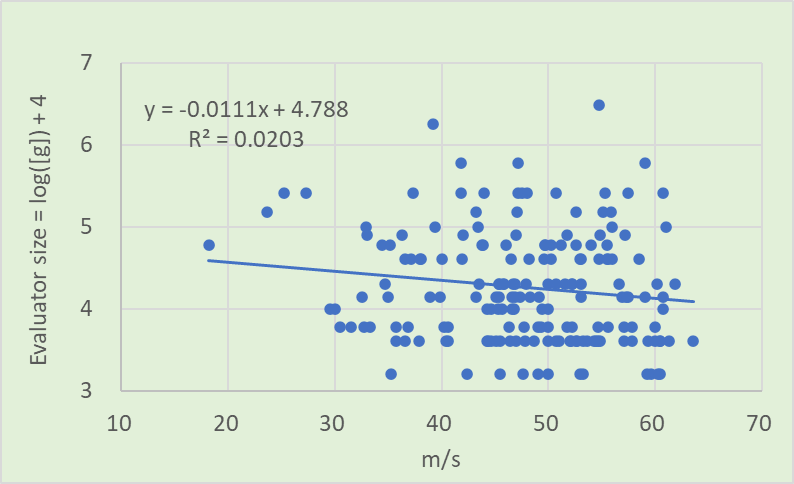 7
y = -0.0111x + 4.788
R² = 0.0203
6
5
4
3
10 20 30 40 50 60 70
m/s
Evaluator size = log([g]) + 4